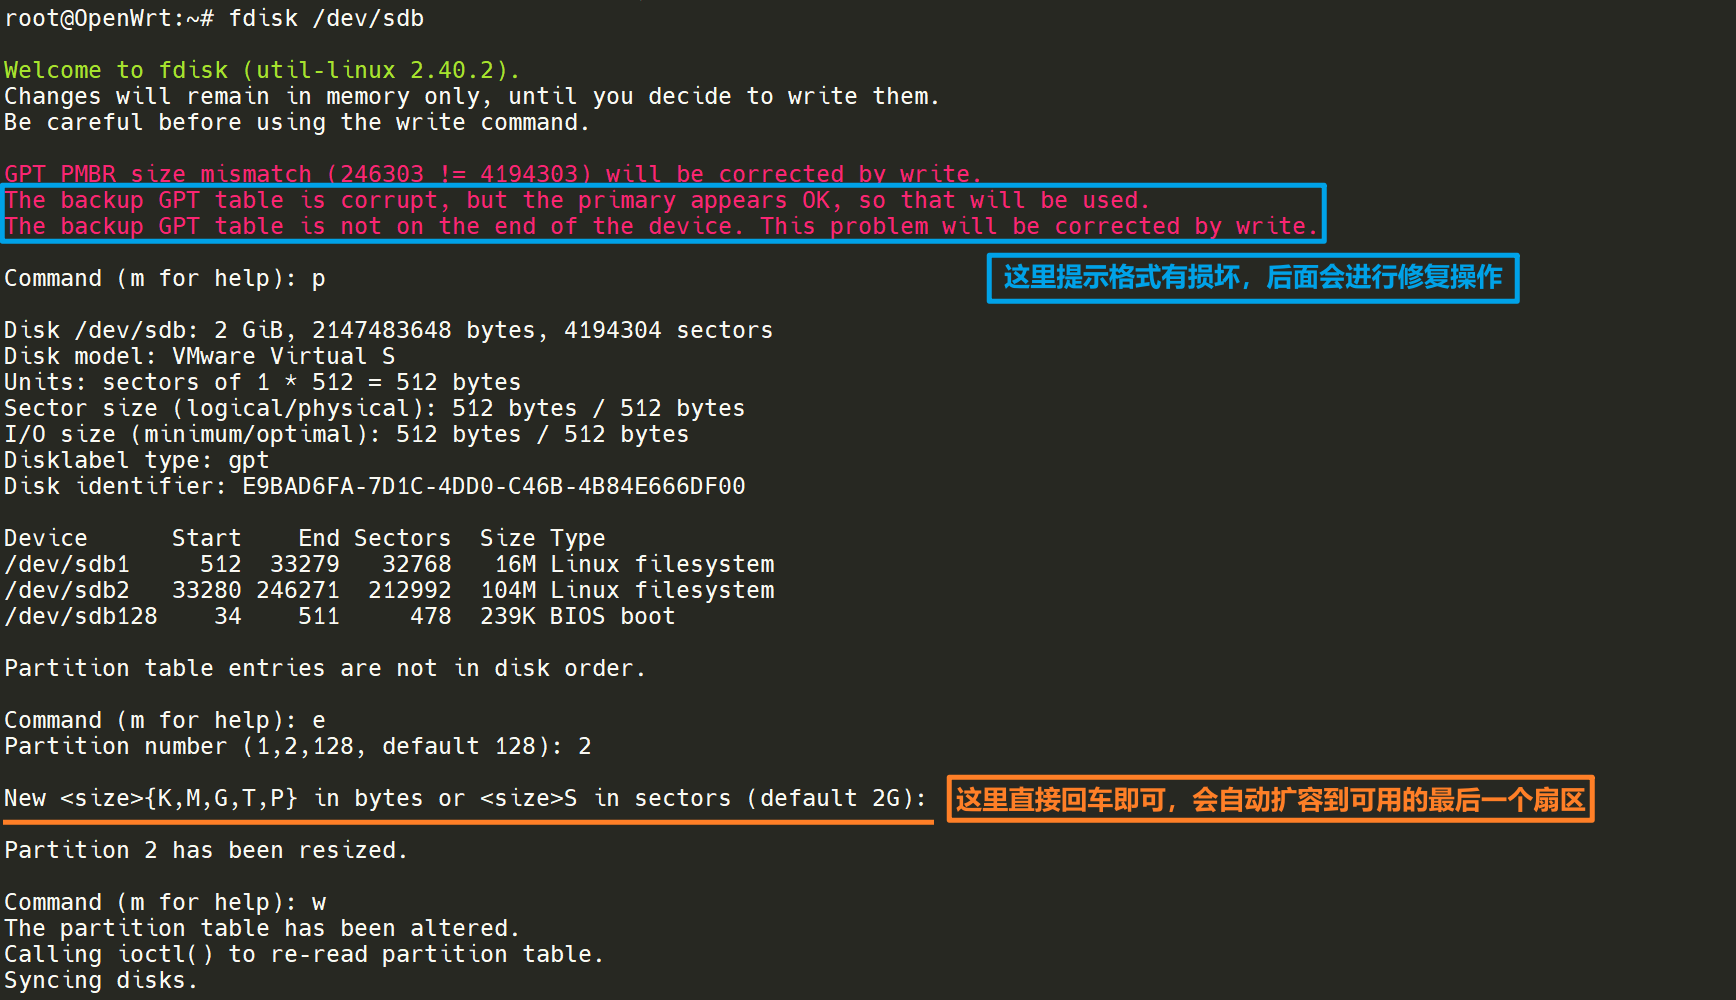 root@OpenWrt:~# fdisk /dev/sdb
Welcome to fdisk (util-linux 2.40.2).
Changes will remain in memory only, until you decide to write them.
Be careful before using the write command.
GPT PMBR size mismatch (246303 != 4194303) will be corrected by write.
The backup GPT table is corrupt, but the primary appears OK, so that will be used.
The backup GPT table is not on the end of the device. This problem will be corrected by write.
Command (m for help): p
这里提示格式有损坏，后面会进行修复操作
Disk /dev/sdb: 2 GiB, 2147483648 bytes, 4194304 sectors
Disk model: VMware Virtual S
Units: sectors of 1 * 512 = 512 bytes
Sector size (logical/physical): 512 bytes / 512 bytes
I/O size (minimum/optimal): 512 bytes / 512 bytes
Disklabel type: gpt
Disk identifier: E9BAD6FA-7D1C-4DD0-C46B-4B84E666DF00
Device      Start    End Sectors  Size Type
/dev/sdb1     512  33279   32768   16M Linux filesystem
/dev/sdb2   33280 246271  212992  104M Linux filesystem
/dev/sdb128    34    511     478  239K BIOS boot
Partition table entries are not in disk order.
Command (m for help): e
Partition number (1,2,128, default 128): 2
New <size>{K,M,G,T,P} in bytes or <size>S in sectors (default 2G):
这里直接回车即可，会自动扩容到可用的最后一个扇区
Partition 2 has been resized.
Command (m for help): w
The partition table has been altered.
Calling ioctl() to re-read partition table.
Syncing disks.